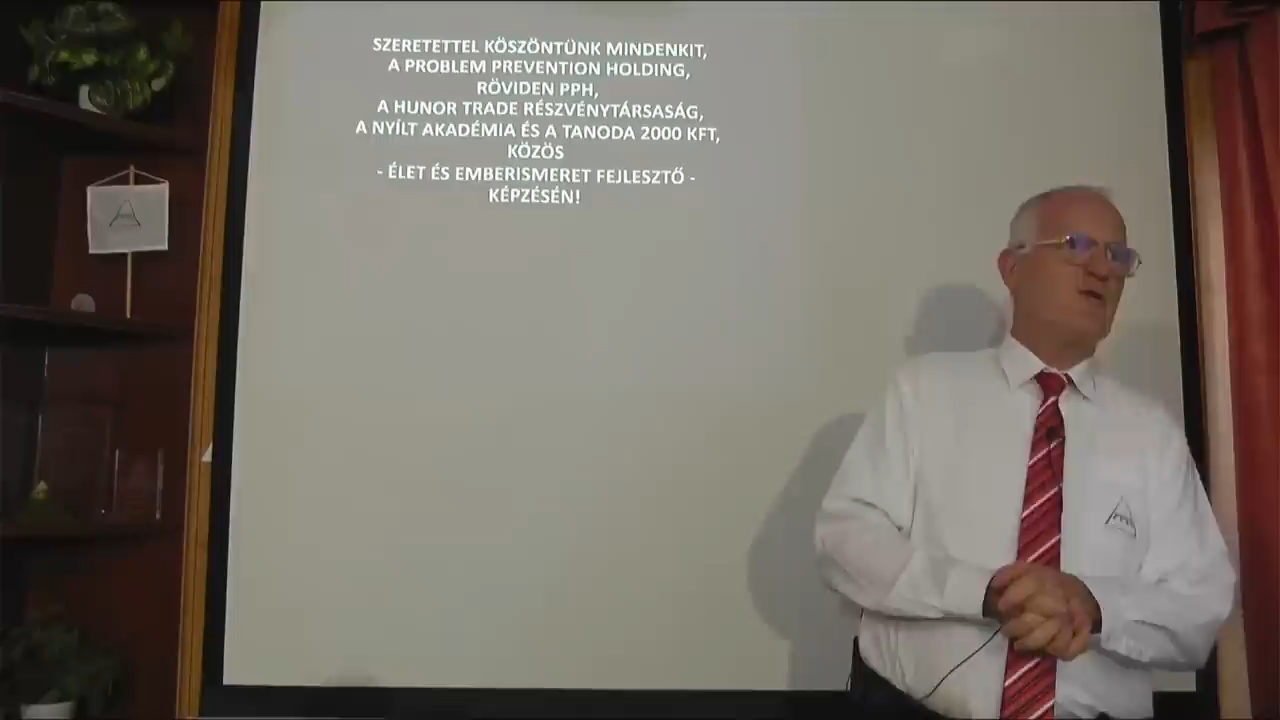 SZERETETTEL KÖSZÖNTÜNK MINDENKIT,
A PROBLEM PREVENTION HOLDING,
RÖVIDEN PPH,
A HUNOR TRADE RÉSZVÉNYTÁRSASÁG,
A NYÍLT AKADÉMIA ÉS A TANODA 2000 KFT,
KÖZÖS
- ÉLET ÉS EMBERISMERET FEJLESZTŐ -
KÉPZÉSÉN!